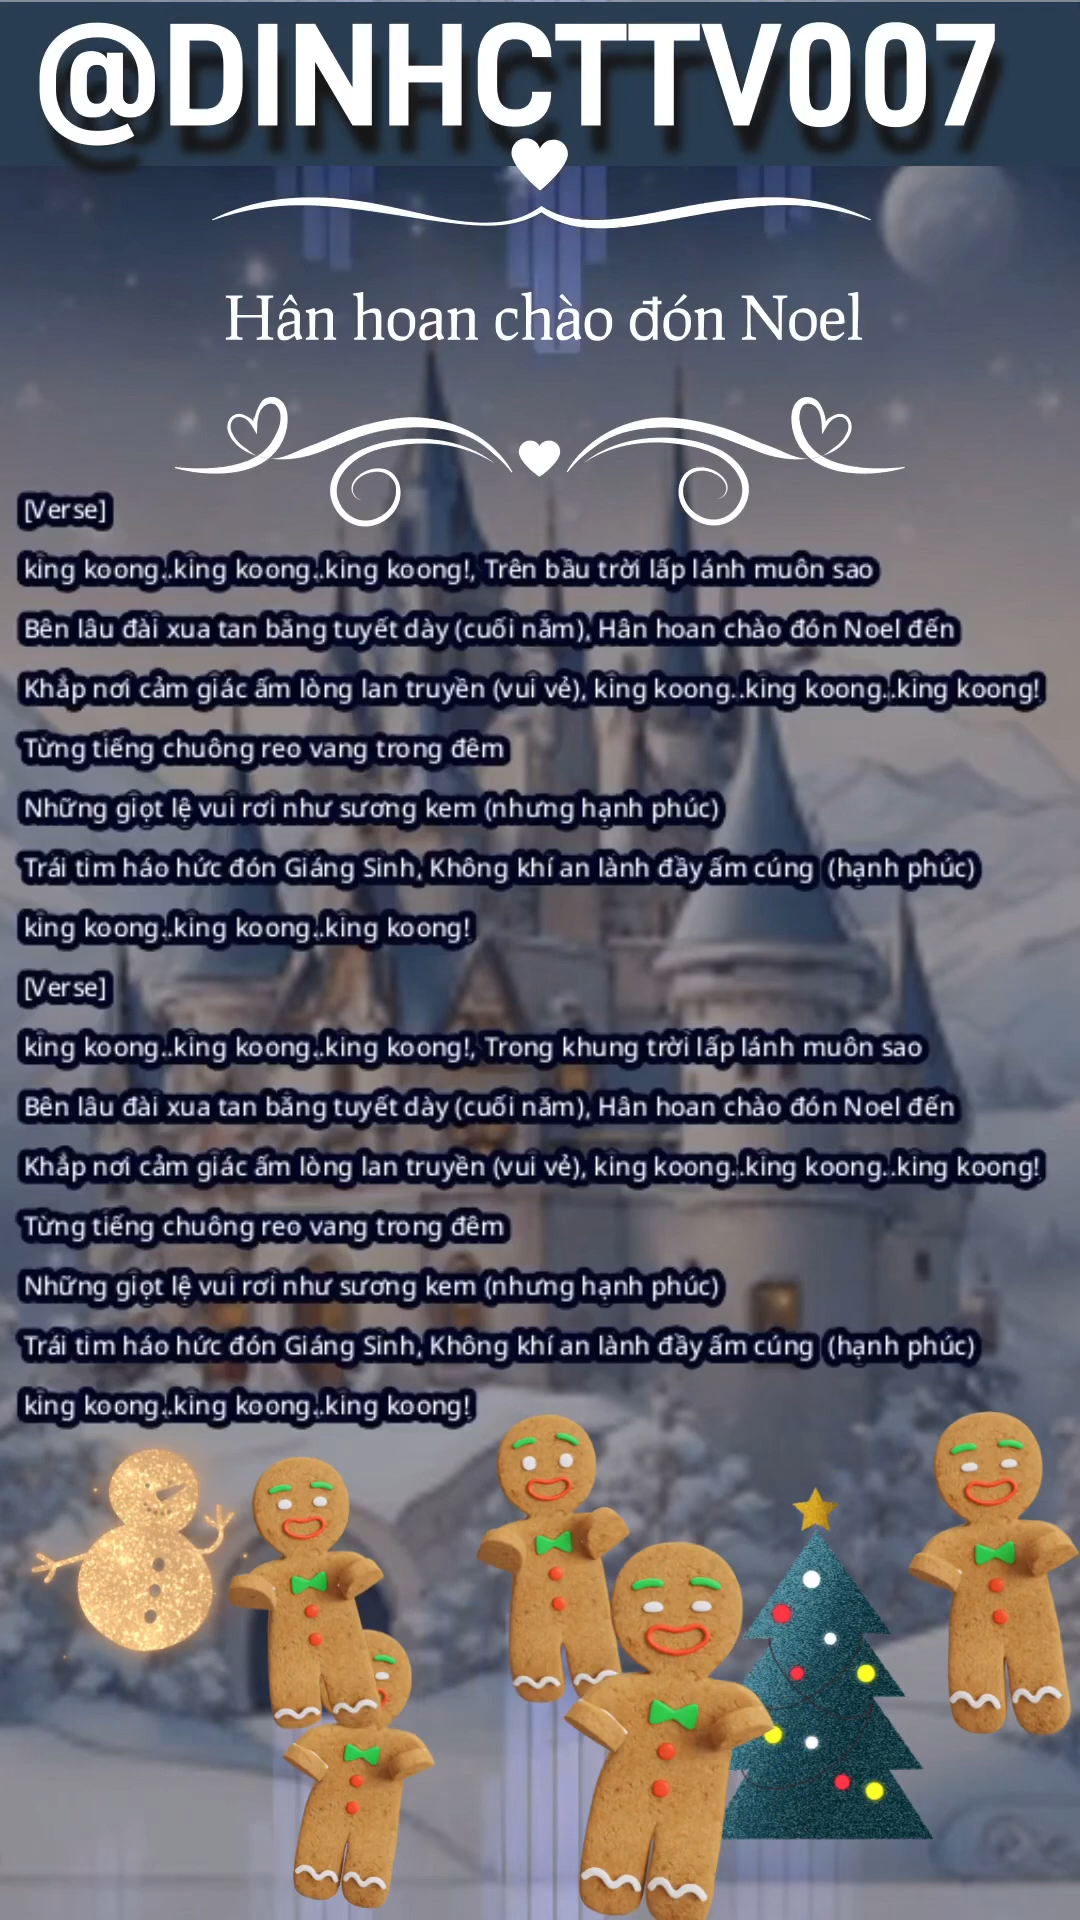 @DINHCTTV007
Hân hoan chào đón Noel
[Verse]
king koong..king koong..king koong!, Trên bầu trời lấp lánh muôn sao
Bên lâu đài xua tan băng tuyết dày (cuối năm), Hân hoan chào đón Noel đến
Khắp nơi cảm giác ấm lòng lan truyền (vui vẻ), king koong..king koong..king koong!
Từng tiếng chuông reo vang trong đêm
Những giọt lệ vui rơi như sương kem (nhưng hạnh phúc)
Trái tim háo hức đón Giáng Sinh, Không khí an lành đầy ấm cúng (hạnh phúc)
king koong..king koong..king koong!
[Verse]
king koong..king koong..king koong!, Trong khung trời lấp lánh muôn sao
Bên lâu đài xua tan băng tuyết dày (cuối năm), Hân hoan chào đón Noel đến
Khắp nơi cảm giác ấm lòng lan truyền (vui vẻ), king koong..king koong..king koong!
Từng tiếng chuông reo vang trong đêm
Những giọt lệ vui rơi như sương kem (nhưng hạnh phúc)
Trái tim háo hức đón Giáng Sinh, Không khí an lành đầy ấm cúng (hạnh phúc)
king koong..king koong..king koong!